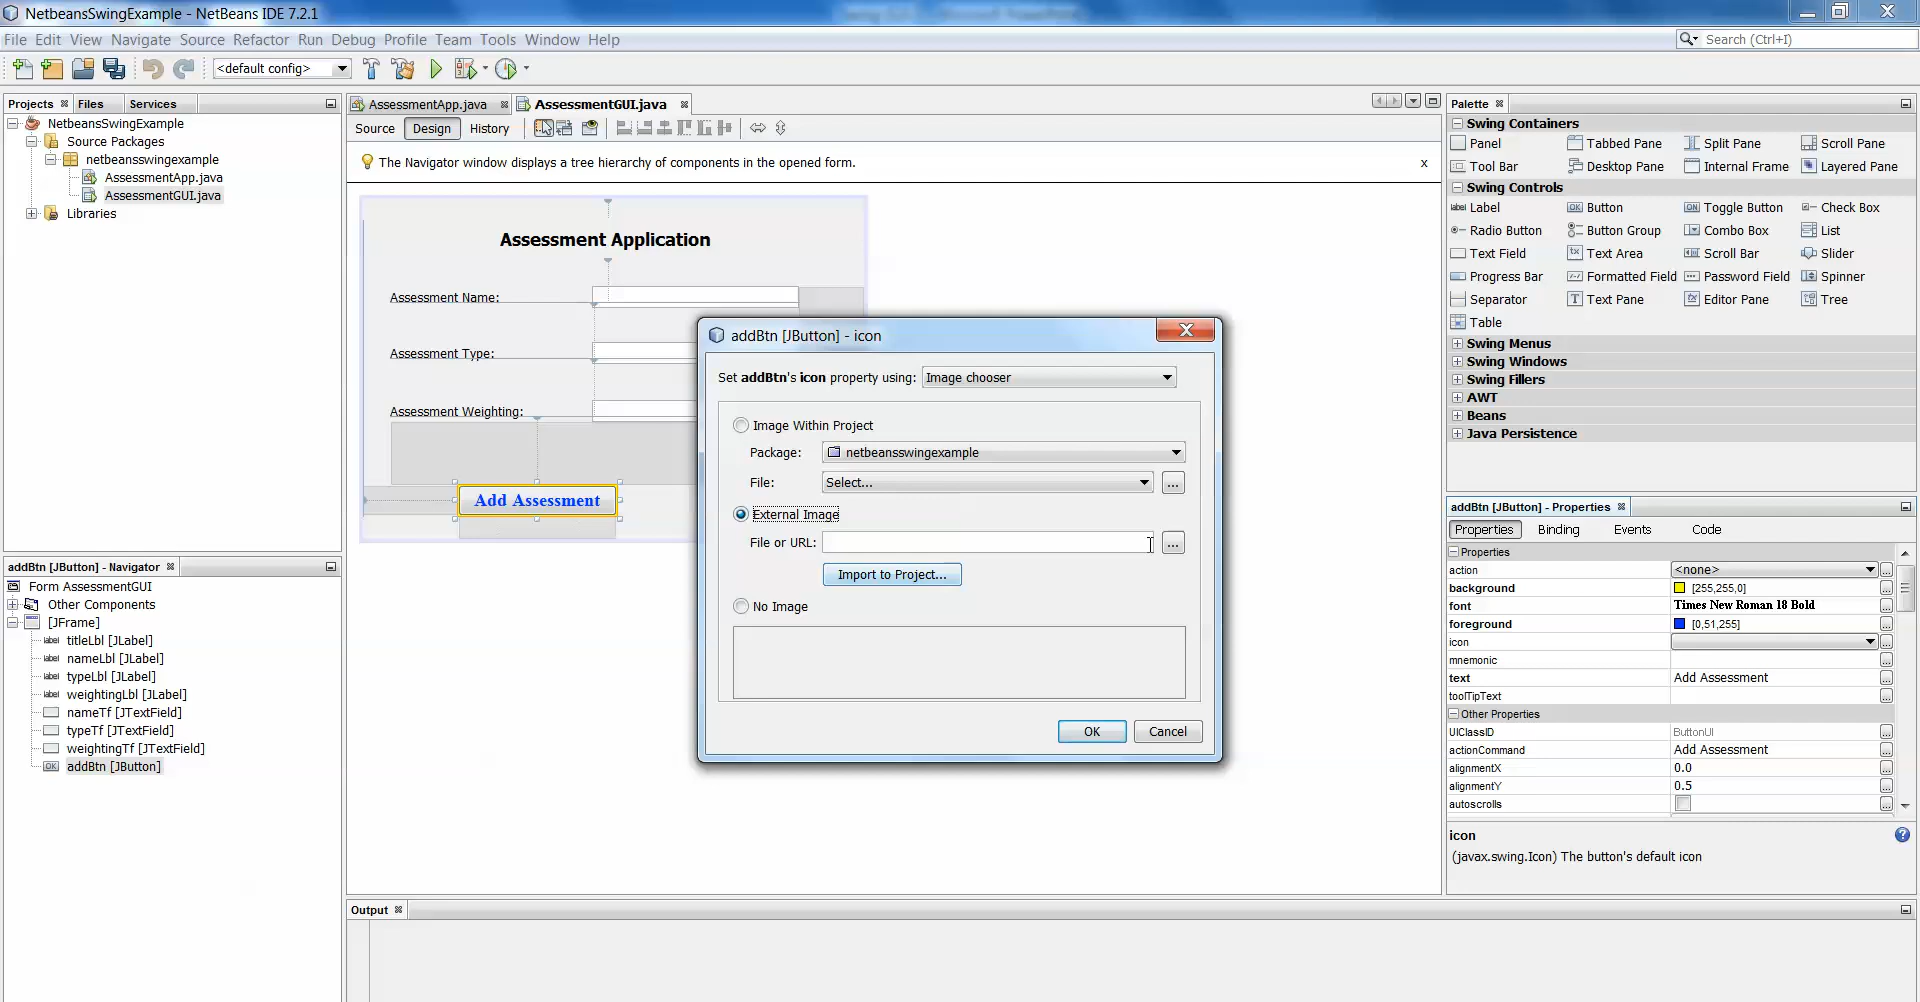 NetbeansSwingExample - NetBeans IDE 7.2.1
File Edit View Navigate Source Refactor Run Debug Profile Team Tools Window Help
Search (Ctrl+I)
<default config>
Projects Files Services
NetbeansSwingExample
Source Packages
netbeansswingexample
AssessmentApp.java
AssessmentGUI.java
Libraries
AssessmentApp.java AssessmentGUI.java
Source Design History
The Navigator window displays a tree hierarchy of components in the opened form. x
Assessment Application
Assessment Name:
Assessment Type:
Assessment Weighting:
Add Assessment
addBtn [JButton] - icon
Set addBtn's icon property using: Image chooser
Image Within Project
Package: netbeansswingexample
File: Select... ...
External Image
File or URL: ...
Import to Project...
No Image
OK Cancel
Palette
Swing Containers
Panel Tabbed Pane Split Pane Scroll Pane
Tool Bar Desktop Pane Internal Frame Layered Pane
Swing Controls
label Label OK Button ON Toggle Button Check Box
Radio Button Button Group Combo Box List
Text Field Text Area Scroll Bar Slider
Progress Bar Formatted Field Password Field Spinner
Separator T Text Pane Editor Pane Tree
Table
Swing Menus
Swing Windows
Swing Fillers
AWT
Beans
Java Persistence
addBtn [JButton] - Properties
Properties Binding Events Code
Properties
action <none> ...
background [255,255,0] ...
font Times New Roman 18 Bold ...
foreground [0,51,255] ...
icon ...
mnemonic ...
text Add Assessment ...
toolTipText ...
Other Properties
UIClassID ButtonUI ...
actionCommand Add Assessment ...
alignmentX 0.0 ...
alignmentY 0.5 ...
autoscrolls ...
icon
(javax.swing.Icon) The button's default icon
addBtn [JButton] - Navigator
Form AssessmentGUI
Other Components
[JFrame]
label titleLbl [JLabel]
label nameLbl [JLabel]
label typeLbl [JLabel]
label weightingLbl [JLabel]
nameTf [JTextField]
typeTf [JTextField]
weightingTf [JTextField]
OK addBtn [JButton]
Output